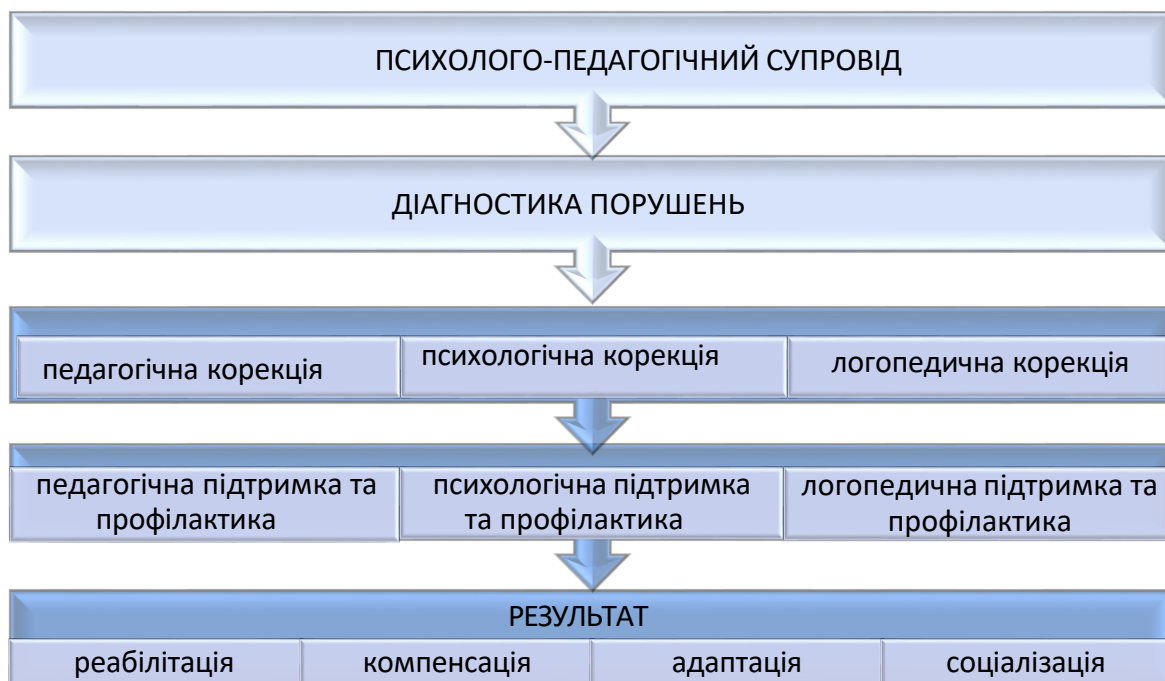 ПСИХОЛОГО-ПЕДАГОГІЧНИЙ СУПРОВІД
ДІАГНОСТИКА ПОРУШЕНЬ
педагогічна корекція
психологічна корекція
логопедична корекція
педагогічна підтримка та
профілактика
психологічна підтримка
та профілактика
логопедична підтримка та
профілактика
РЕЗУЛЬТАТ
реабілітація
компенсація
адаптація
соціалізація